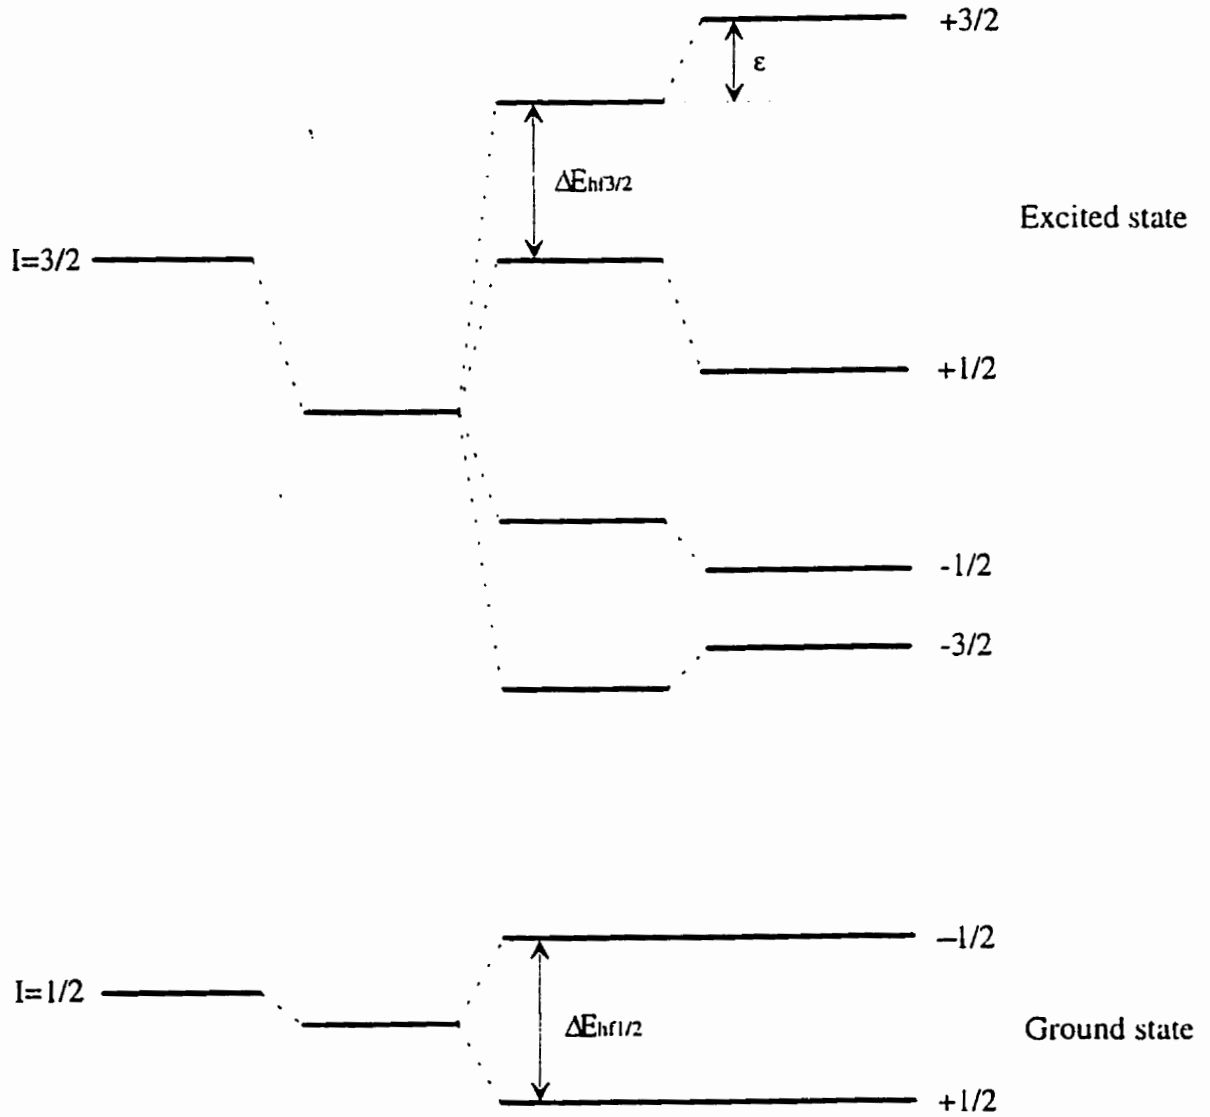 +3/2
ε
ΔEhf3/2
Excited state
I=3/2
+1/2
-1/2
-3/2
–1/2
I=1/2
ΔEhf1/2
Ground state
+1/2